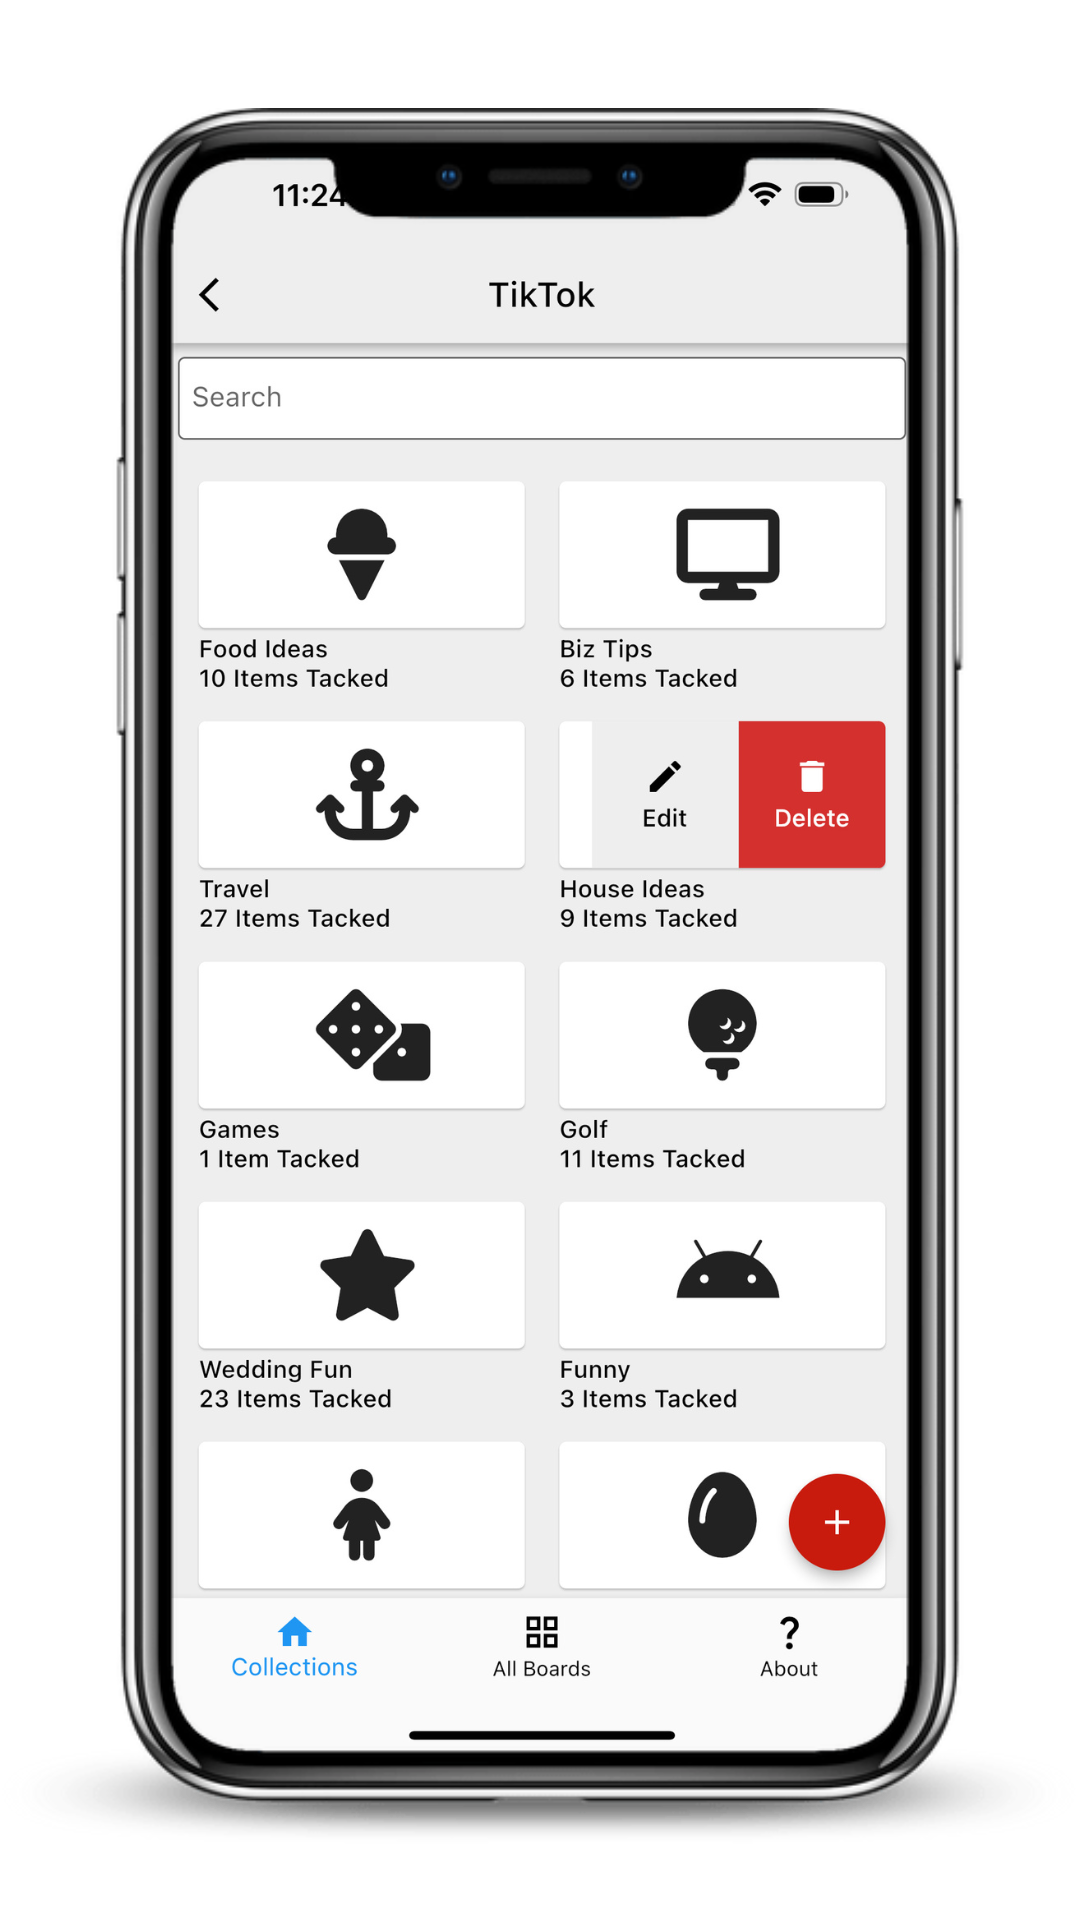 11:24
TikTok
Search
Food Ideas
10 Items Tacked
Biz Tips
6 Items Tacked
Travel
27 Items Tacked
Edit
Delete
House Ideas
9 Items Tacked
Games
1 Item Tacked
Golf
11 Items Tacked
Wedding Fun
23 Items Tacked
Funny
3 Items Tacked
Collections
All Boards
About